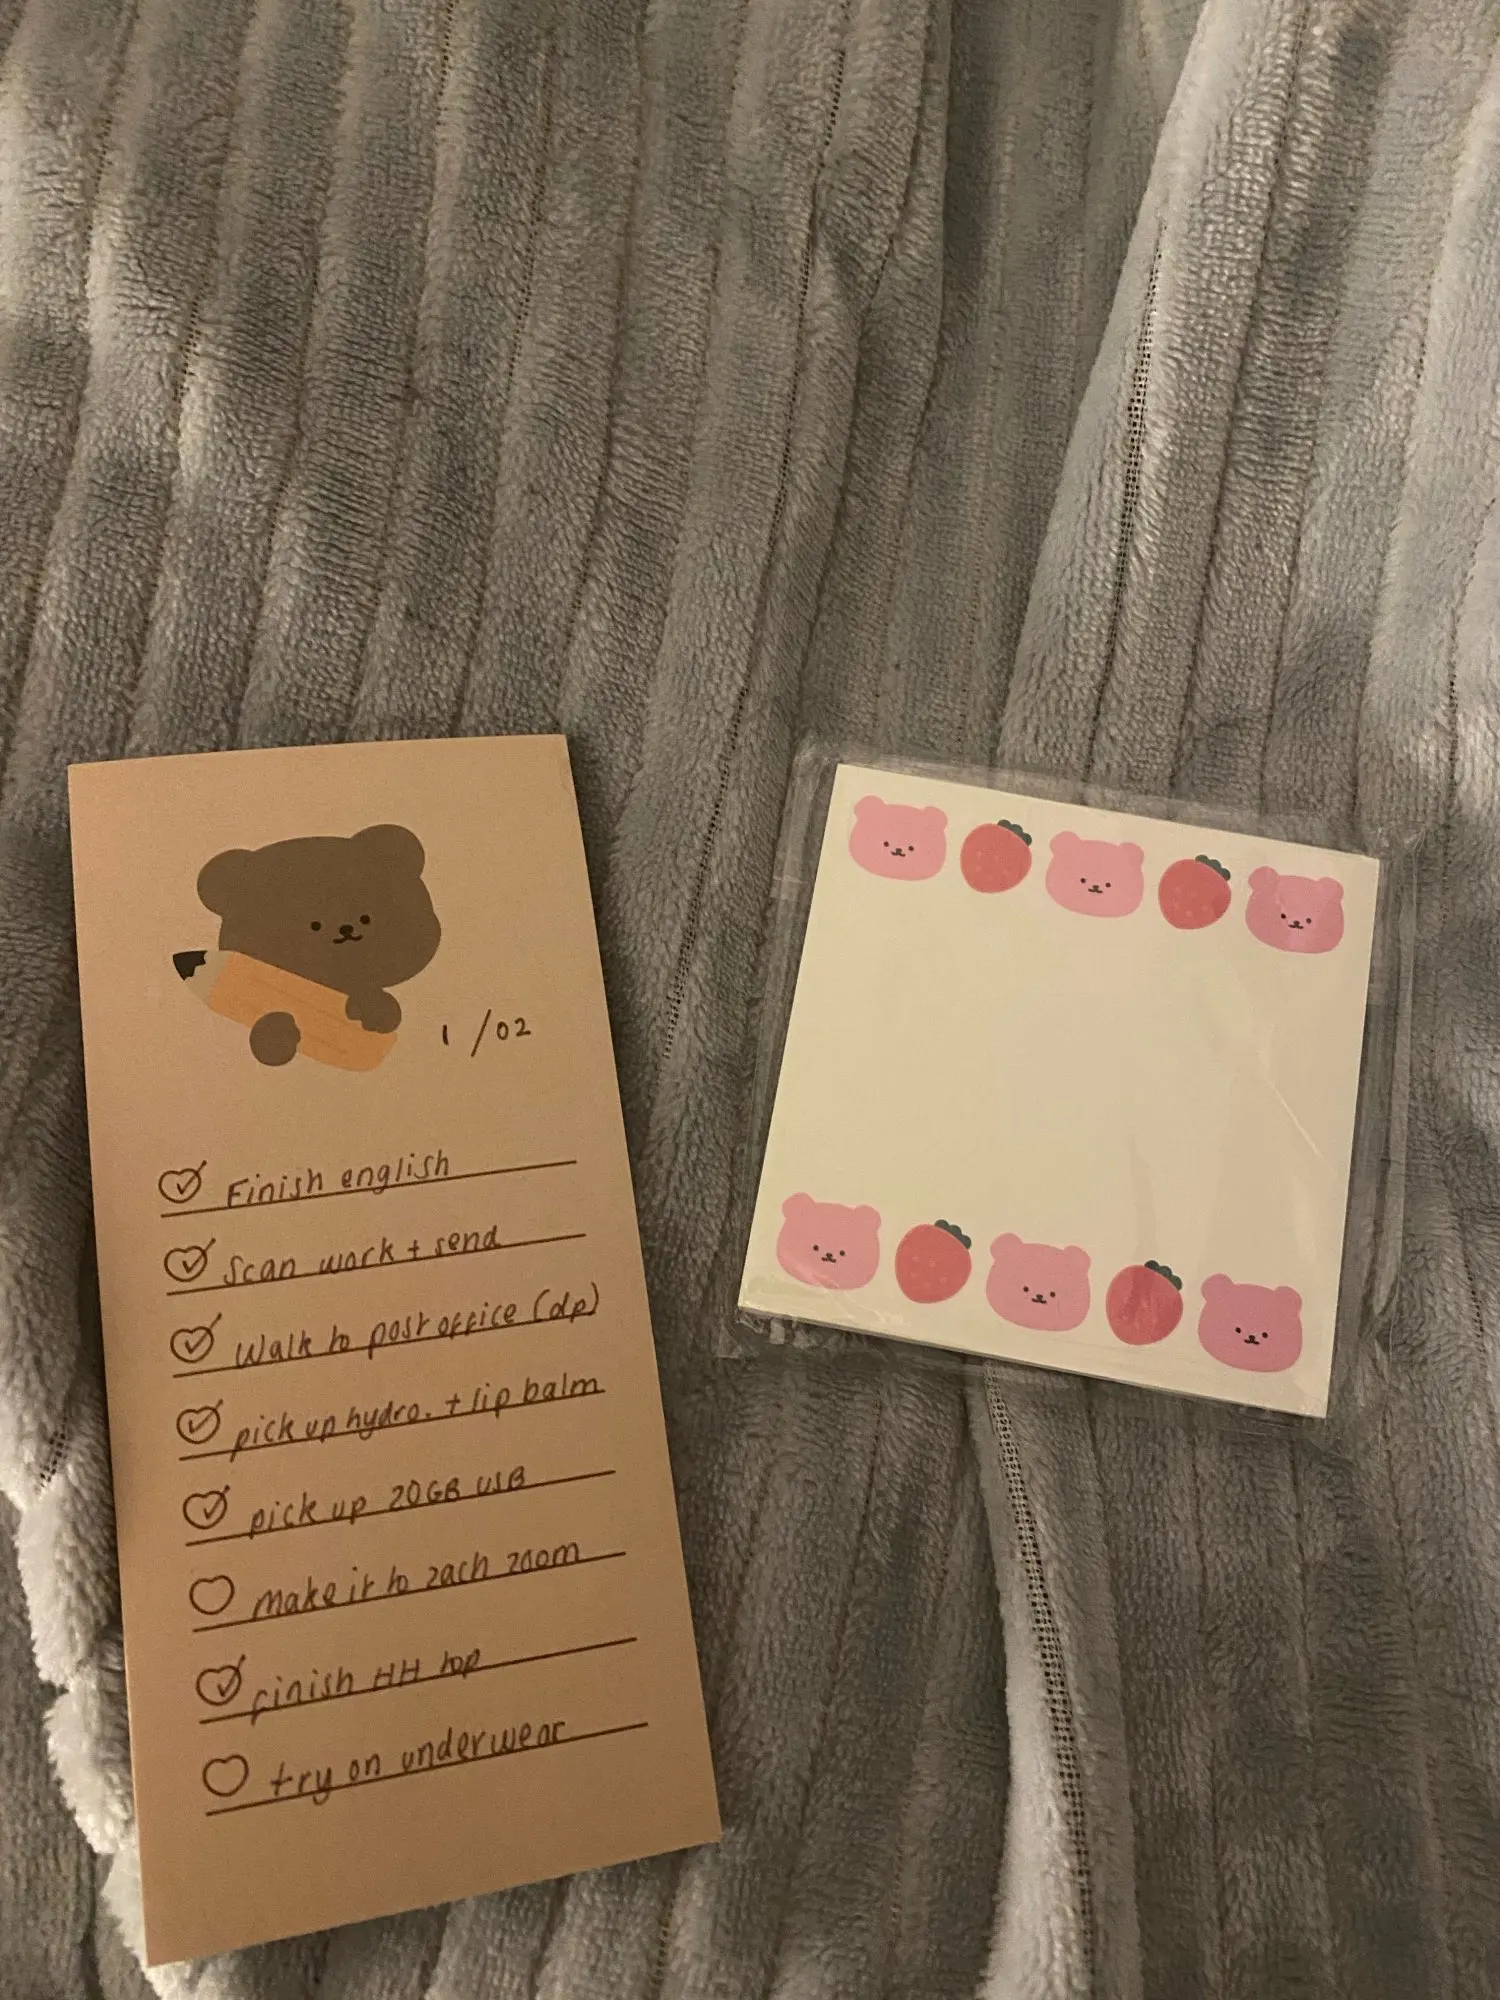 1/02
Finish english
Scan work + send
Walk to post office (dp)
pick up hydro. + lip balm
pick up 20GB USB
make it to zach zoom
finish HH top
try on underwear